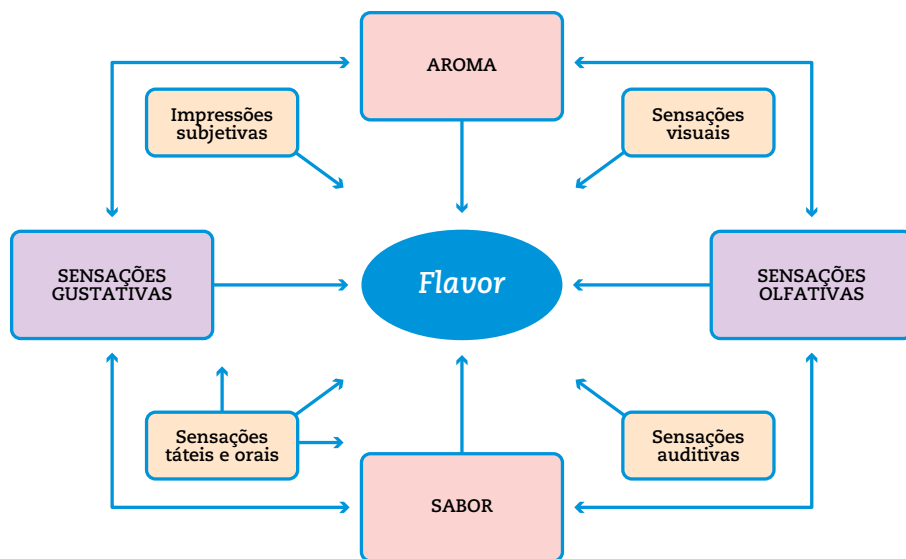 AROMA
Impressões
subjetivas
Sensações
visuais
SENSAÇÕES
GUSTATIVAS
Flavor
SENSAÇÕES
OLFATIVAS
Sensações
táteis e orais
Sensações
auditivas
SABOR